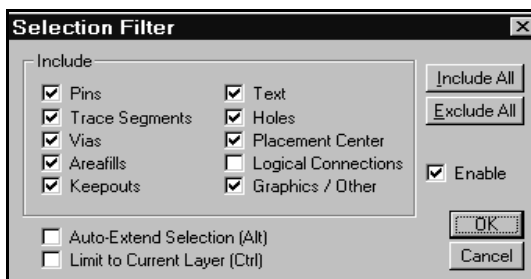 Selection Filter
Include
Pins
Trace Segments
Vias
Areafills
Keepouts
Text
Holes
Placement Center
Logical Connections
Graphics / Other
Include All
Exclude All
Enable
Auto-Extend Selection (Alt)
Limit to Current Layer (Ctrl)
OK
Cancel